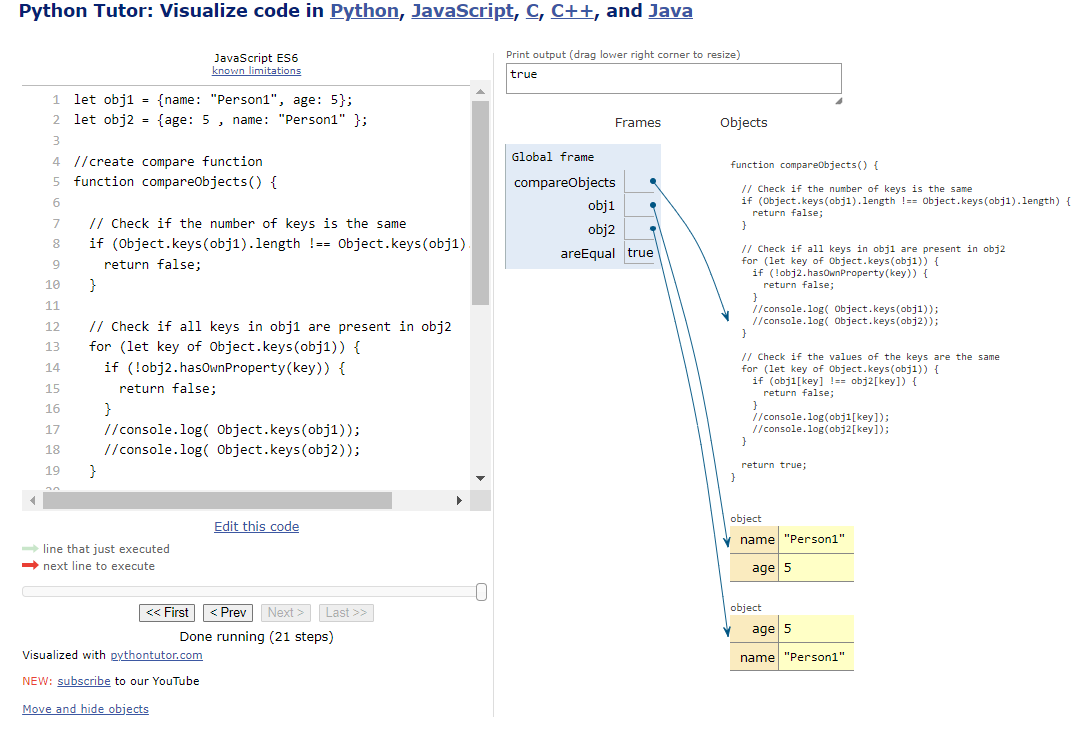 Python Tutor: Visualize code in Python, JavaScript, C, C++, and Java
JavaScript ES6
known limitations
1 let obj1 = {name: "Person1", age: 5};
2 let obj2 = {age: 5 , name: "Person1" };
3
4 //create compare function
5 function compareObjects() {
6
7 // Check if the number of keys is the same
8 if (Object.keys(obj1).length !== Object.keys(obj1).
9 return false;
10 }
11
12 // Check if all keys in obj1 are present in obj2
13 for (let key of Object.keys(obj1)) {
14 if (!obj2.hasOwnProperty(key)) {
15 return false;
16 }
17 //console.log( Object.keys(obj1));
18 //console.log( Object.keys(obj2));
19 }
20
Edit this code
line that just executed
next line to execute
<< First < Prev Next > Last >>
Done running (21 steps)
Visualized with pythontutor.com
NEW: subscribe to our YouTube
Move and hide objects
Print output (drag lower right corner to resize)
true
Frames Objects
Global frame
compareObjects
obj1
obj2
areEqual true
function compareObjects() {
// Check if the number of keys is the same
if (Object.keys(obj1).length !== Object.keys(obj1).length) {
return false;
}
// Check if all keys in obj1 are present in obj2
for (let key of Object.keys(obj1)) {
if (!obj2.hasOwnProperty(key)) {
return false;
}
//console.log( Object.keys(obj1));
//console.log( Object.keys(obj2));
}
// Check if the values of the keys are the same
for (let key of Object.keys(obj1)) {
if (obj1[key] !== obj2[key]) {
return false;
}
//console.log(obj1[key]);
//console.log(obj2[key]);
}
return true;
}
object
name "Person1"
age 5
object
age 5
name "Person1"